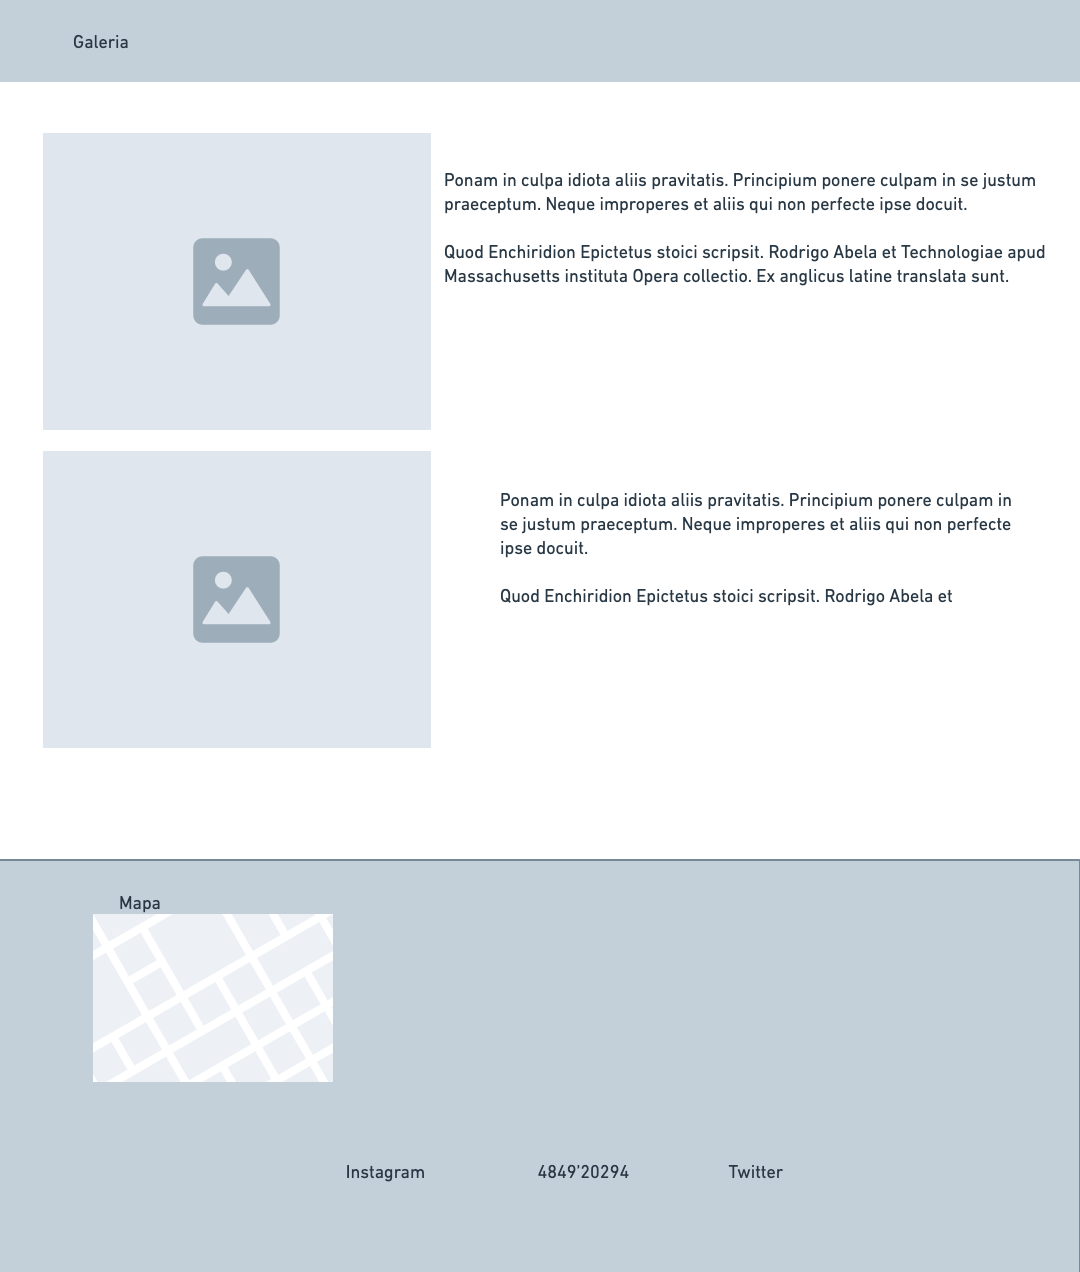 Galeria
Ponam in culpa idiota aliis pravitatis. Principium ponere culpam in se justum
praeceptum. Neque improperes et aliis qui non perfecte ipse docuit.
Quod Enchiridion Epictetus stoici scripsit. Rodrigo Abela et Technologiae apud
Massachusetts instituta Opera collectio. Ex anglicus latine translata sunt.
Ponam in culpa idiota aliis pravitatis. Principium ponere culpam in
se justum praeceptum. Neque improperes et aliis qui non perfecte
ipse docuit.
Quod Enchiridion Epictetus stoici scripsit. Rodrigo Abela et
Mapa
Instagram
4849'20294
Twitter